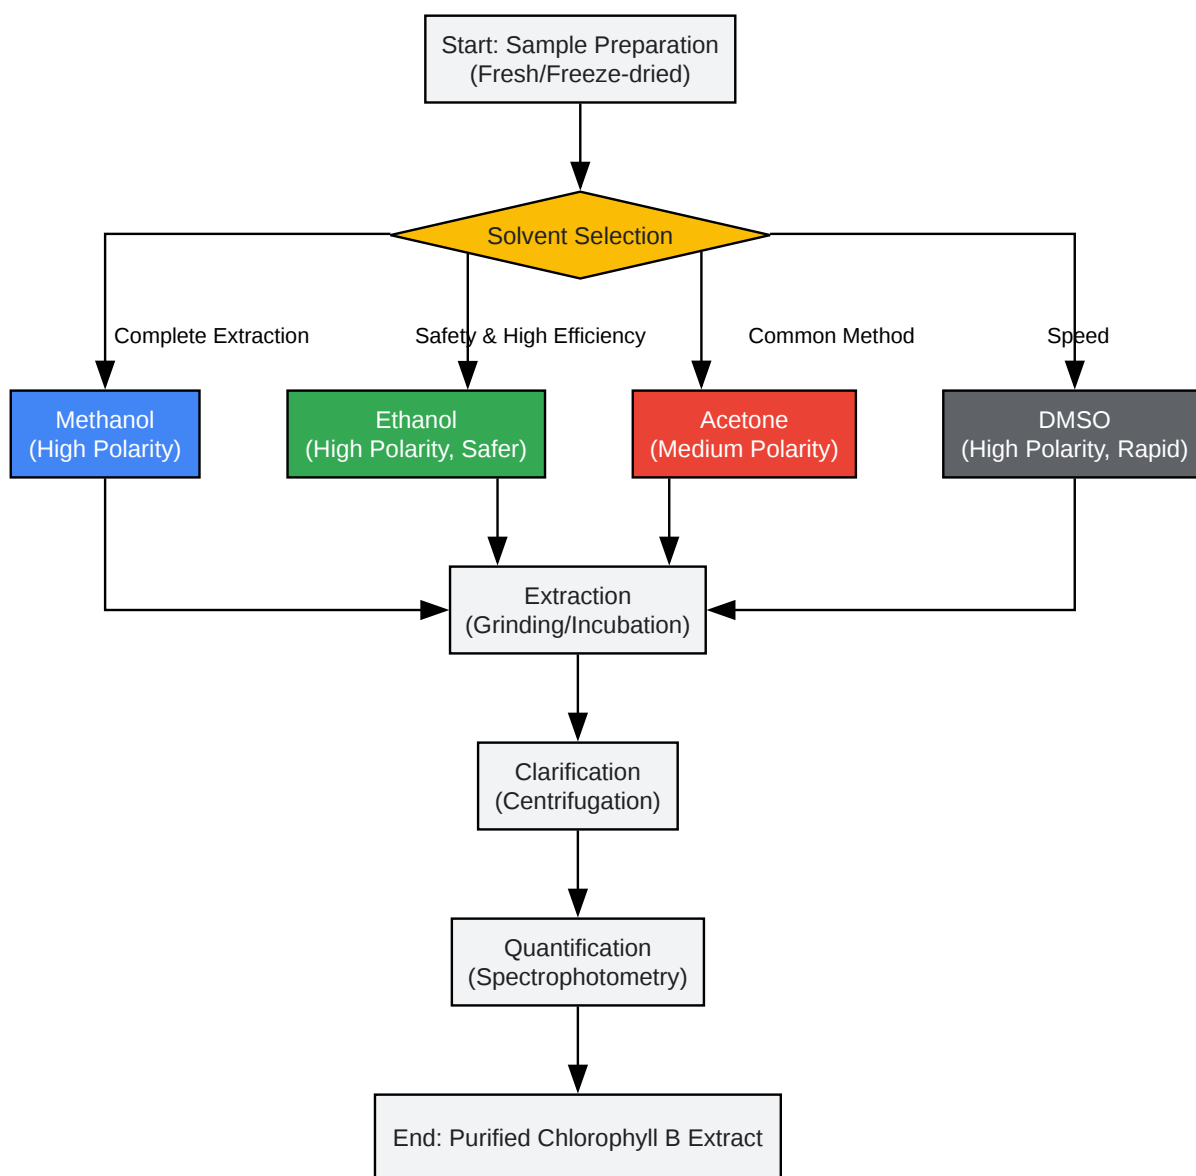 Start: Sample Preparation
(Fresh/Freeze-dried)
Solvent Selection
Complete Extraction
Safety & High Efficiency
Common Method
Speed
Methanol
(High Polarity)
Ethanol
(High Polarity, Safer)
Acetone
(Medium Polarity)
DMSO
(High Polarity, Rapid)
Extraction
(Grinding/Incubation)
Clarification
(Centrifugation)
Quantification
(Spectrophotometry)
End: Purified Chlorophyll B Extract